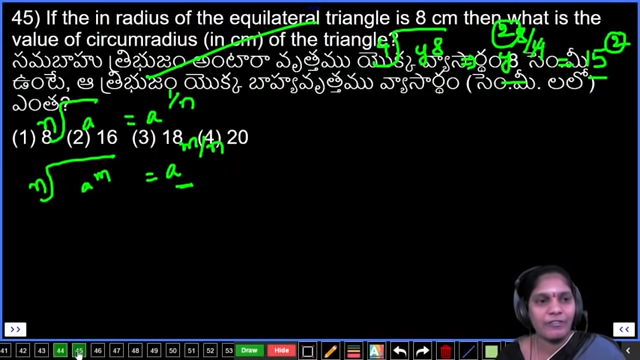 45) If the in radius of the equilateral triangle is 8 cm then what is the
value of circumradius (in cm) of the triangle?
సమబాహు త్రిభుజం అంటారా వృత్తము యొక్క వ్యాసార్ధం 8 సెంమీ
ఉంటే, ఆ త్రిభుజం యొక్క బాహ్యవృత్తము వ్యాసార్ధం (సెంమీ. లలో)
ఎంత?
(1) 8 (2) 16 (3) 18 (4) 20
n√a = a^1/n
n√a^m = a^m/n
>> <<
41 42 43 44 45 46 47 48 49 50 51 52 53 Draw Hide